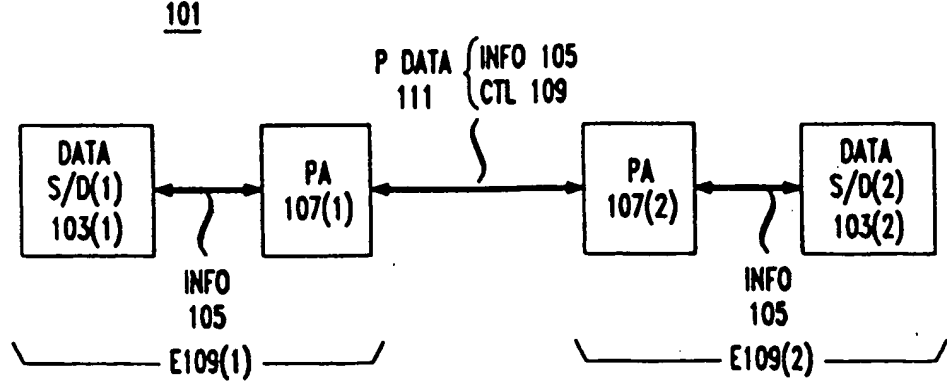 101
P DATA { INFO 105
111 CTL 109
DATA
S/D(1)
103(1)
PA
107(1)
PA
107(2)
DATA
S/D(2)
103(2)
INFO
105
INFO
105
E109(1)
E109(2)